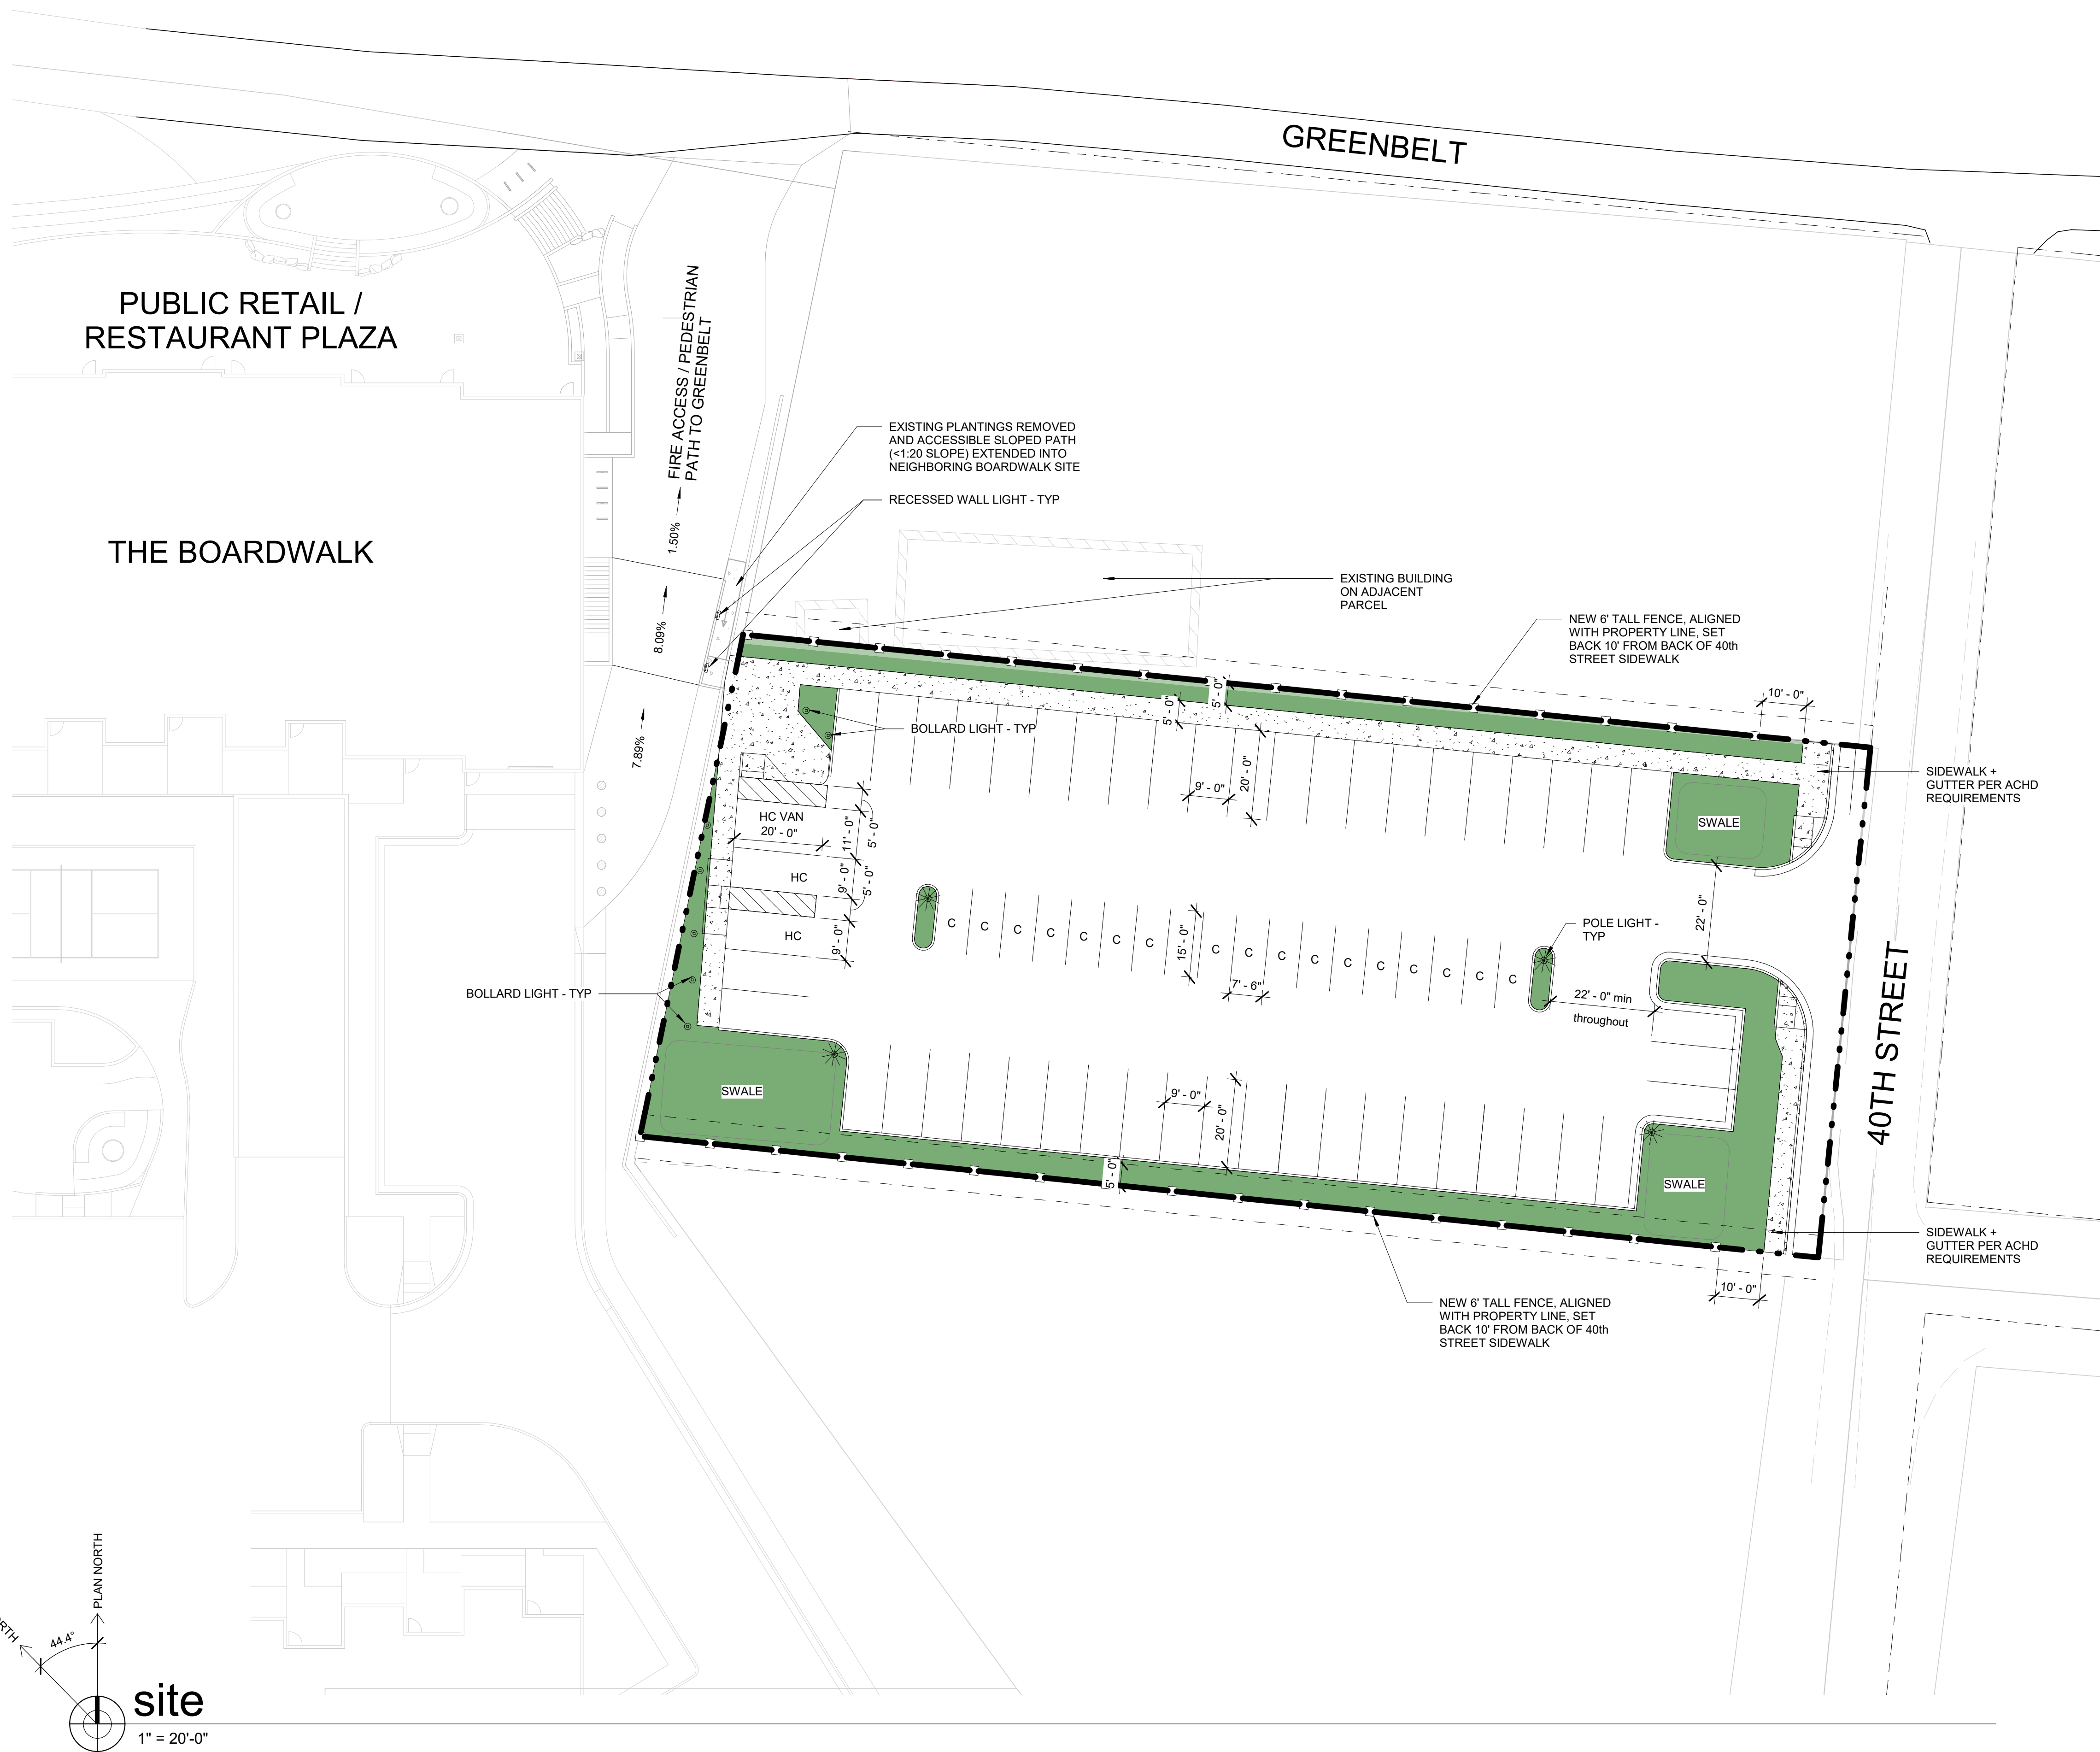 GREENBELT
PUBLIC RETAIL /
RESTAURANT PLAZA
FIRE ACCESS / PEDESTRIAN
PATH TO GREENBELT
THE BOARDWALK
1.50%
8.09%
7.89%
EXISTING PLANTINGS REMOVED
AND ACCESSIBLE SLOPED PATH
(<1:20 SLOPE) EXTENDED INTO
NEIGHBORING BOARDWALK SITE
RECESSED WALL LIGHT - TYP
EXISTING BUILDING
ON ADJACENT
PARCEL
NEW 6' TALL FENCE, ALIGNED
WITH PROPERTY LINE, SET
BACK 10' FROM BACK OF 40th
STREET SIDEWALK
10' - 0"
5' - 0"
5' - 0"
BOLLARD LIGHT - TYP
SIDEWALK +
GUTTER PER ACHD
REQUIREMENTS
9' - 0"
20' - 0"
SWALE
HC VAN
20' - 0"
11' - 0"
5' - 0"
HC
9' - 0"
5' - 0"
HC
9' - 0"
C C C C C C C C C C C C C C C C C
15' - 0"
7' - 6"
22' - 0"
POLE LIGHT -
TYP
22' - 0" min
throughout
BOLLARD LIGHT - TYP
40TH STREET
SWALE
9' - 0"
20' - 0"
5' - 0"
SWALE
SIDEWALK +
GUTTER PER ACHD
REQUIREMENTS
10' - 0"
NEW 6' TALL FENCE, ALIGNED
WITH PROPERTY LINE, SET
BACK 10' FROM BACK OF 40th
STREET SIDEWALK
PLAN NORTH
44.4°
site
1" = 20'-0"